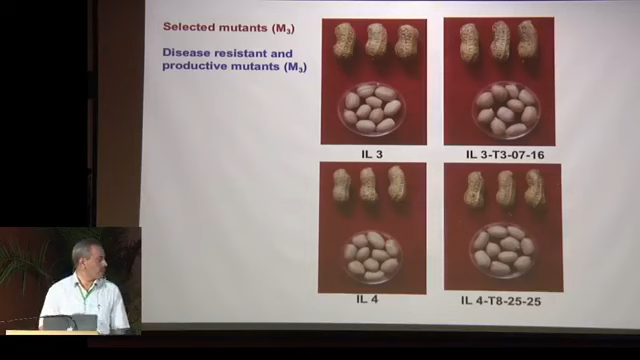 Selected mutants (M3)
Disease resistant and
productive mutants (M3)
IL 3
IL 3-T3-07-16
IL 4
IL 4-T8-25-25